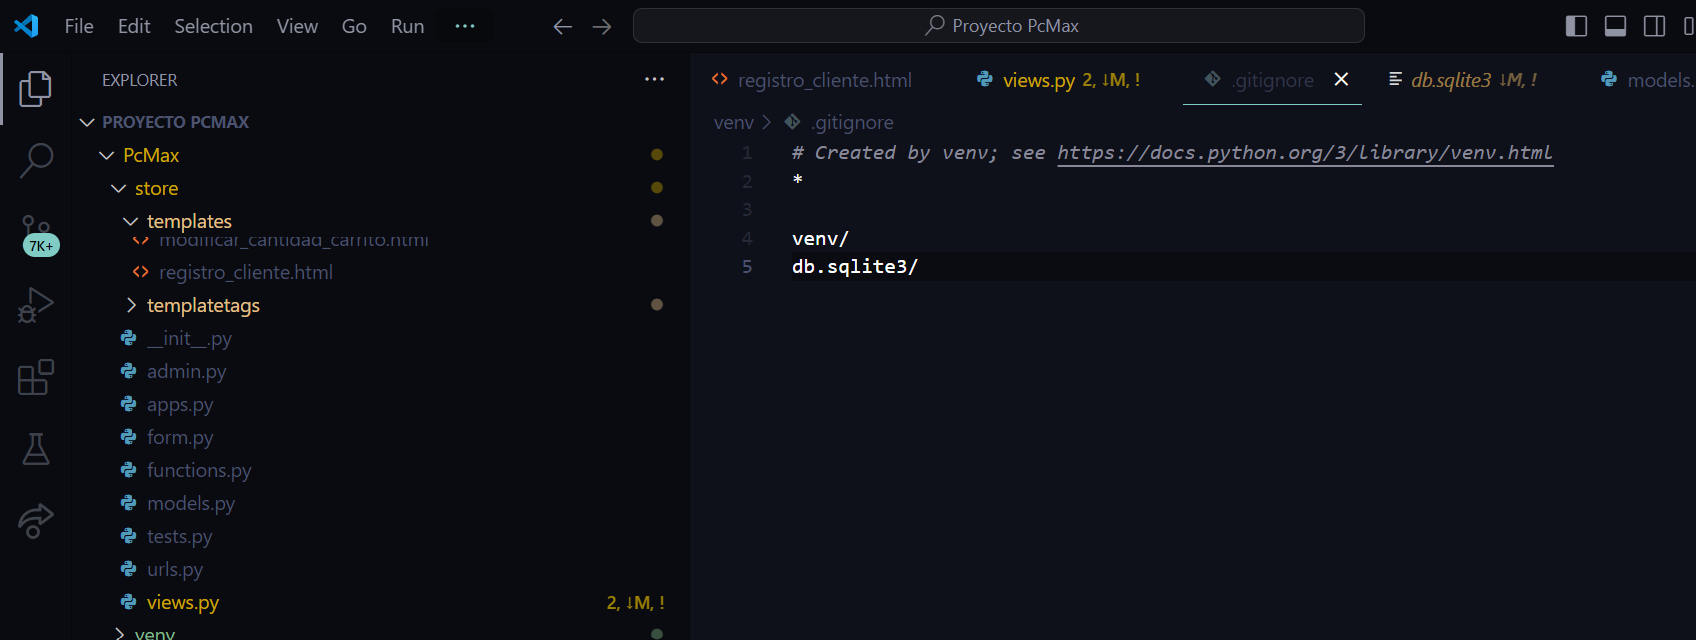 File Edit Selection View Go Run ··· Proyecto PcMax
EXPLORER ···
PROYECTO PCMAX
PcMax
store
templates
modificar_cantidad_carrito.html
registro_cliente.html
templatetags
__init__.py
admin.py
apps.py
form.py
functions.py
models.py
tests.py
urls.py
views.py 2, ↓M, !
venv
7K+
registro_cliente.html views.py 2, ↓M, ! .gitignore db.sqlite3 ↓M, ! models.
venv > .gitignore
1 # Created by venv; see https://docs.python.org/3/library/venv.html
2 *
3
4 venv/
5 db.sqlite3/